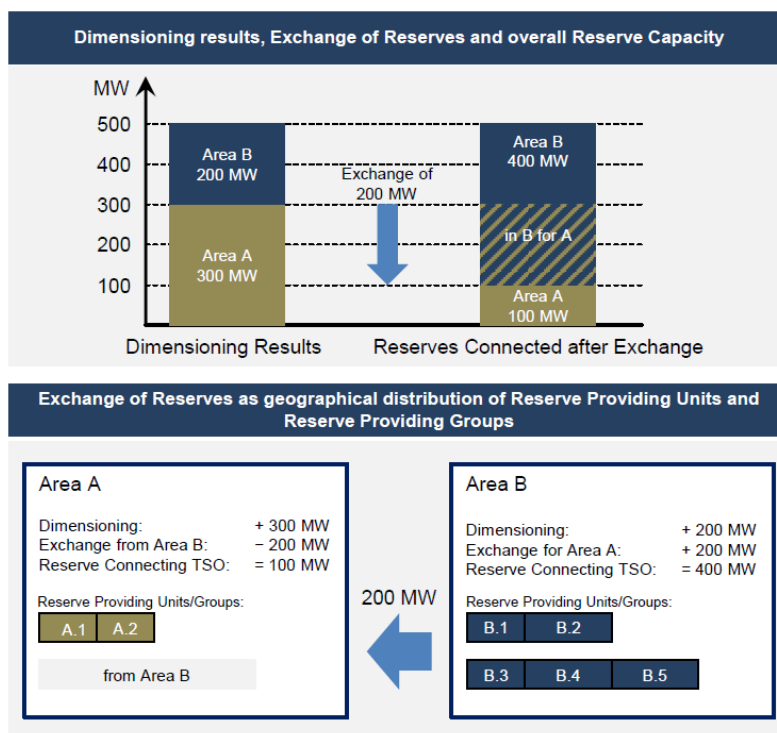 Dimensioning results, Exchange of Reserves and overall Reserve Capacity
MW
500
400
300
200
100
Area B
200 MW
Area A
300 MW
Exchange of
200 MW
Area B
400 MW
in B for A
Area A
100 MW
Dimensioning Results
Reserves Connected after Exchange
Exchange of Reserves as geographical distribution of Reserve Providing Units and
Reserve Providing Groups
Area A
Dimensioning: + 300 MW
Exchange from Area B: − 200 MW
Reserve Connecting TSO: = 100 MW
Reserve Providing Units/Groups:
A.1 A.2
from Area B
200 MW
Area B
Dimensioning: + 200 MW
Exchange for Area A: + 200 MW
Reserve Connecting TSO: = 400 MW
Reserve Providing Units/Groups:
B.1 B.2
B.3 B.4 B.5